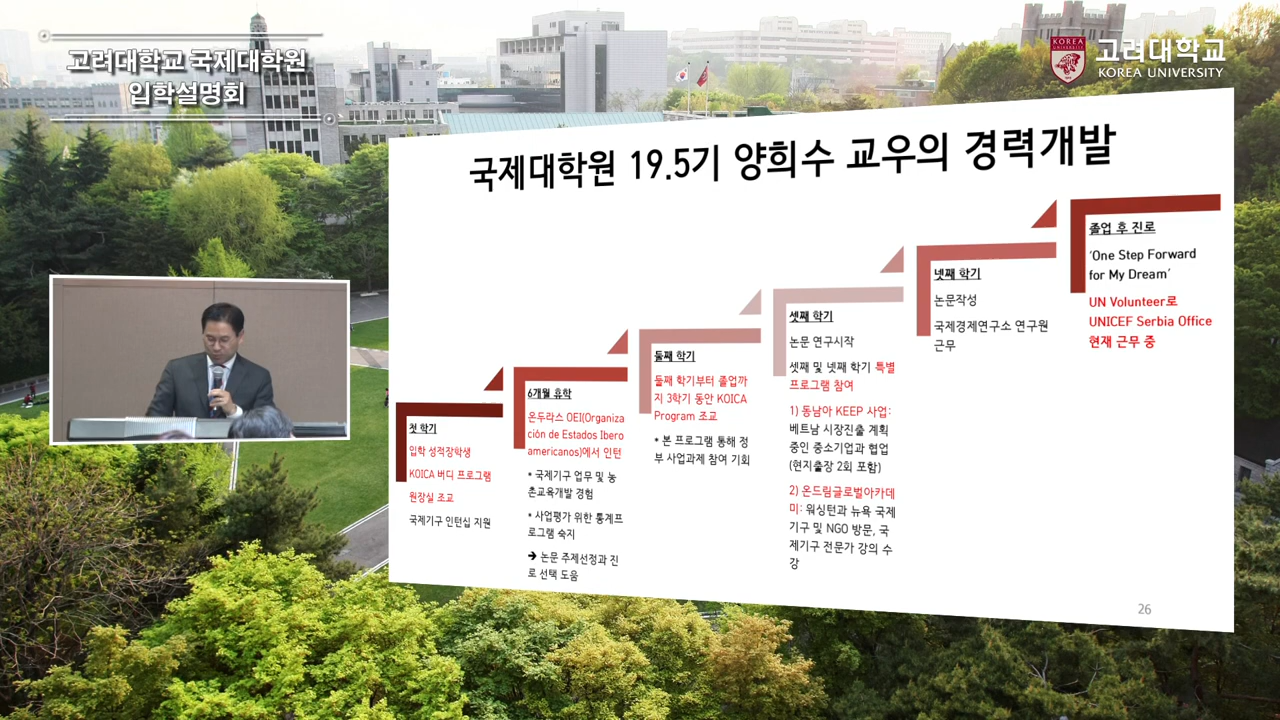 고려대학교 국제대학원
입학설명회
KOREA
UNIVERSITY
고려대학교
KOREA UNIVERSITY
국제대학원 19.5기 양희수 교우의 경력개발
첫 학기
입학 성적장학생
KOICA 버디 프로그램
원장실 조교
국제기구 인턴십 지원
6개월 휴학
온두라스 OEI(Organiza
ción de Estados Ibero
americanos)에서 인턴
* 국제기구 업무 및 농
촌교육개발 경험
* 사업평가 위한 통계프
로그램 숙지
➔ 논문 주제선정과 진
로 선택 도움
둘째 학기
둘째 학기부터 졸업까
지 3학기 동안 KOICA
Program 조교
* 본 프로그램 통해 정
부 사업과제 참여 기회
셋째 학기
논문 연구시작
셋째 및 넷째 학기 특별
프로그램 참여
1) 동남아 KEEP 사업:
베트남 시장진출 계획
중인 중소기업과 협업
(현지출장 2회 포함)
2) 온드림글로벌아카데
미: 워싱턴과 뉴욕 국제
기구 및 NGO 방문, 국
제기구 전문가 강의 수
강
넷째 학기
논문작성
국제경제연구소 연구원
근무
졸업 후 진로
‘One Step Forward
for My Dream’
UN Volunteer로
UNICEF Serbia Office
현재 근무 중
26